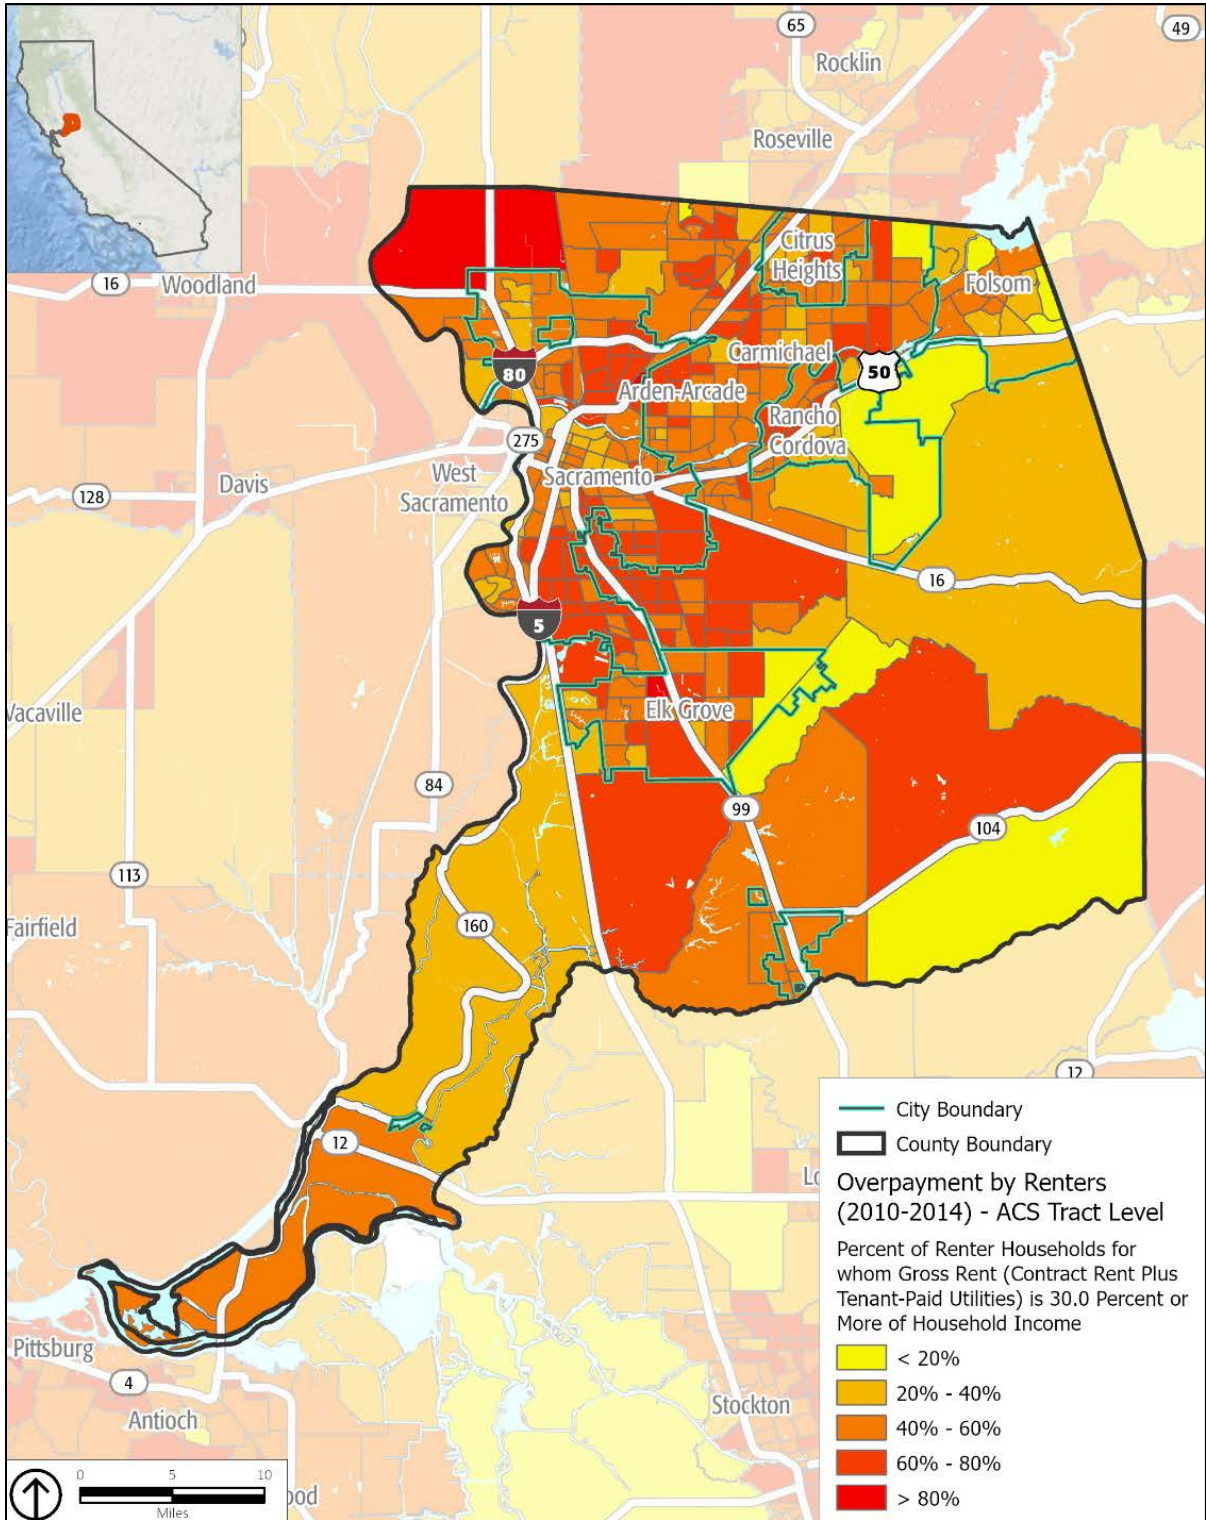 65
49
Rocklin
Roseville
Citrus
Heights
Folsom
16
Woodland
Carmichael
80
50
Arden-Arcade
Rancho
Cordova
275
West
Sacramento
Sacramento
Davis
128
16
5
Vacaville
Elk Grove
84
99
104
113
Fairfield
160
12
12
Pittsburg
4
Antioch
Stockton
Lo
ood
City Boundary
County Boundary
Overpayment by Renters
(2010-2014) - ACS Tract Level
Percent of Renter Households for
whom Gross Rent (Contract Rent Plus
Tenant-Paid Utilities) is 30.0 Percent or
More of Household Income
< 20%
20% - 40%
40% - 60%
60% - 80%
> 80%
0 5 10
Miles